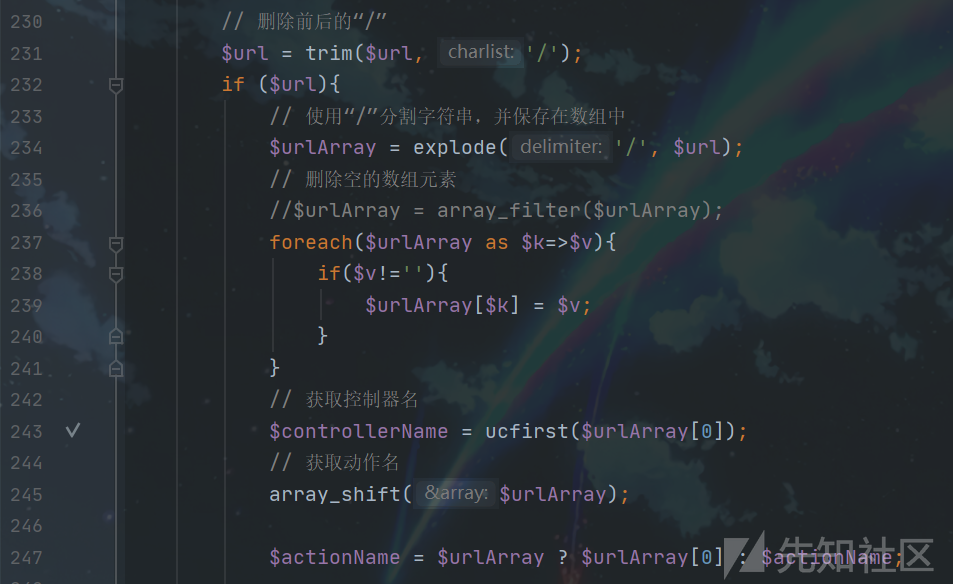 230 // 删除前后的“/”
231 $url = trim($url, charlist: '/');
232 if ($url){
233 // 使用“/”分割字符串，并保存在数组中
234 $urlArray = explode( delimiter: '/', $url);
235 // 删除空的数组元素
236 //$urlArray = array_filter($urlArray);
237 foreach($urlArray as $k=>$v){
238 if($v!=''){
239 $urlArray[$k] = $v;
240 }
241 }
242 // 获取控制器名
243 $controllerName = ucfirst($urlArray[0]);
244 // 获取动作名
245 array_shift( &array: $urlArray);
246
247 $actionName = $urlArray ? $urlArray[0] : $actionName;
先知社区